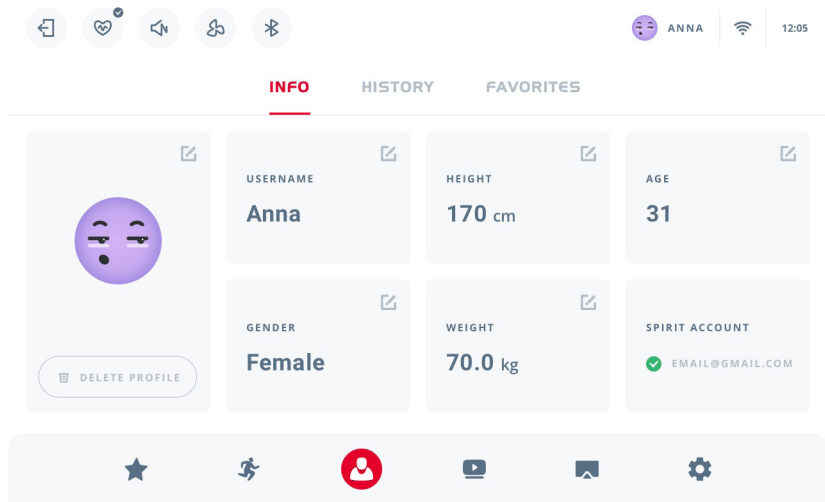 ANNA
12:05
INFO HISTORY FAVORITES
USERNAME
Anna
HEIGHT
170 cm
AGE
31
DELETE PROFILE
GENDER
Female
WEIGHT
70.0 kg
SPIRIT ACCOUNT
EMAIL@GMAIL.COM